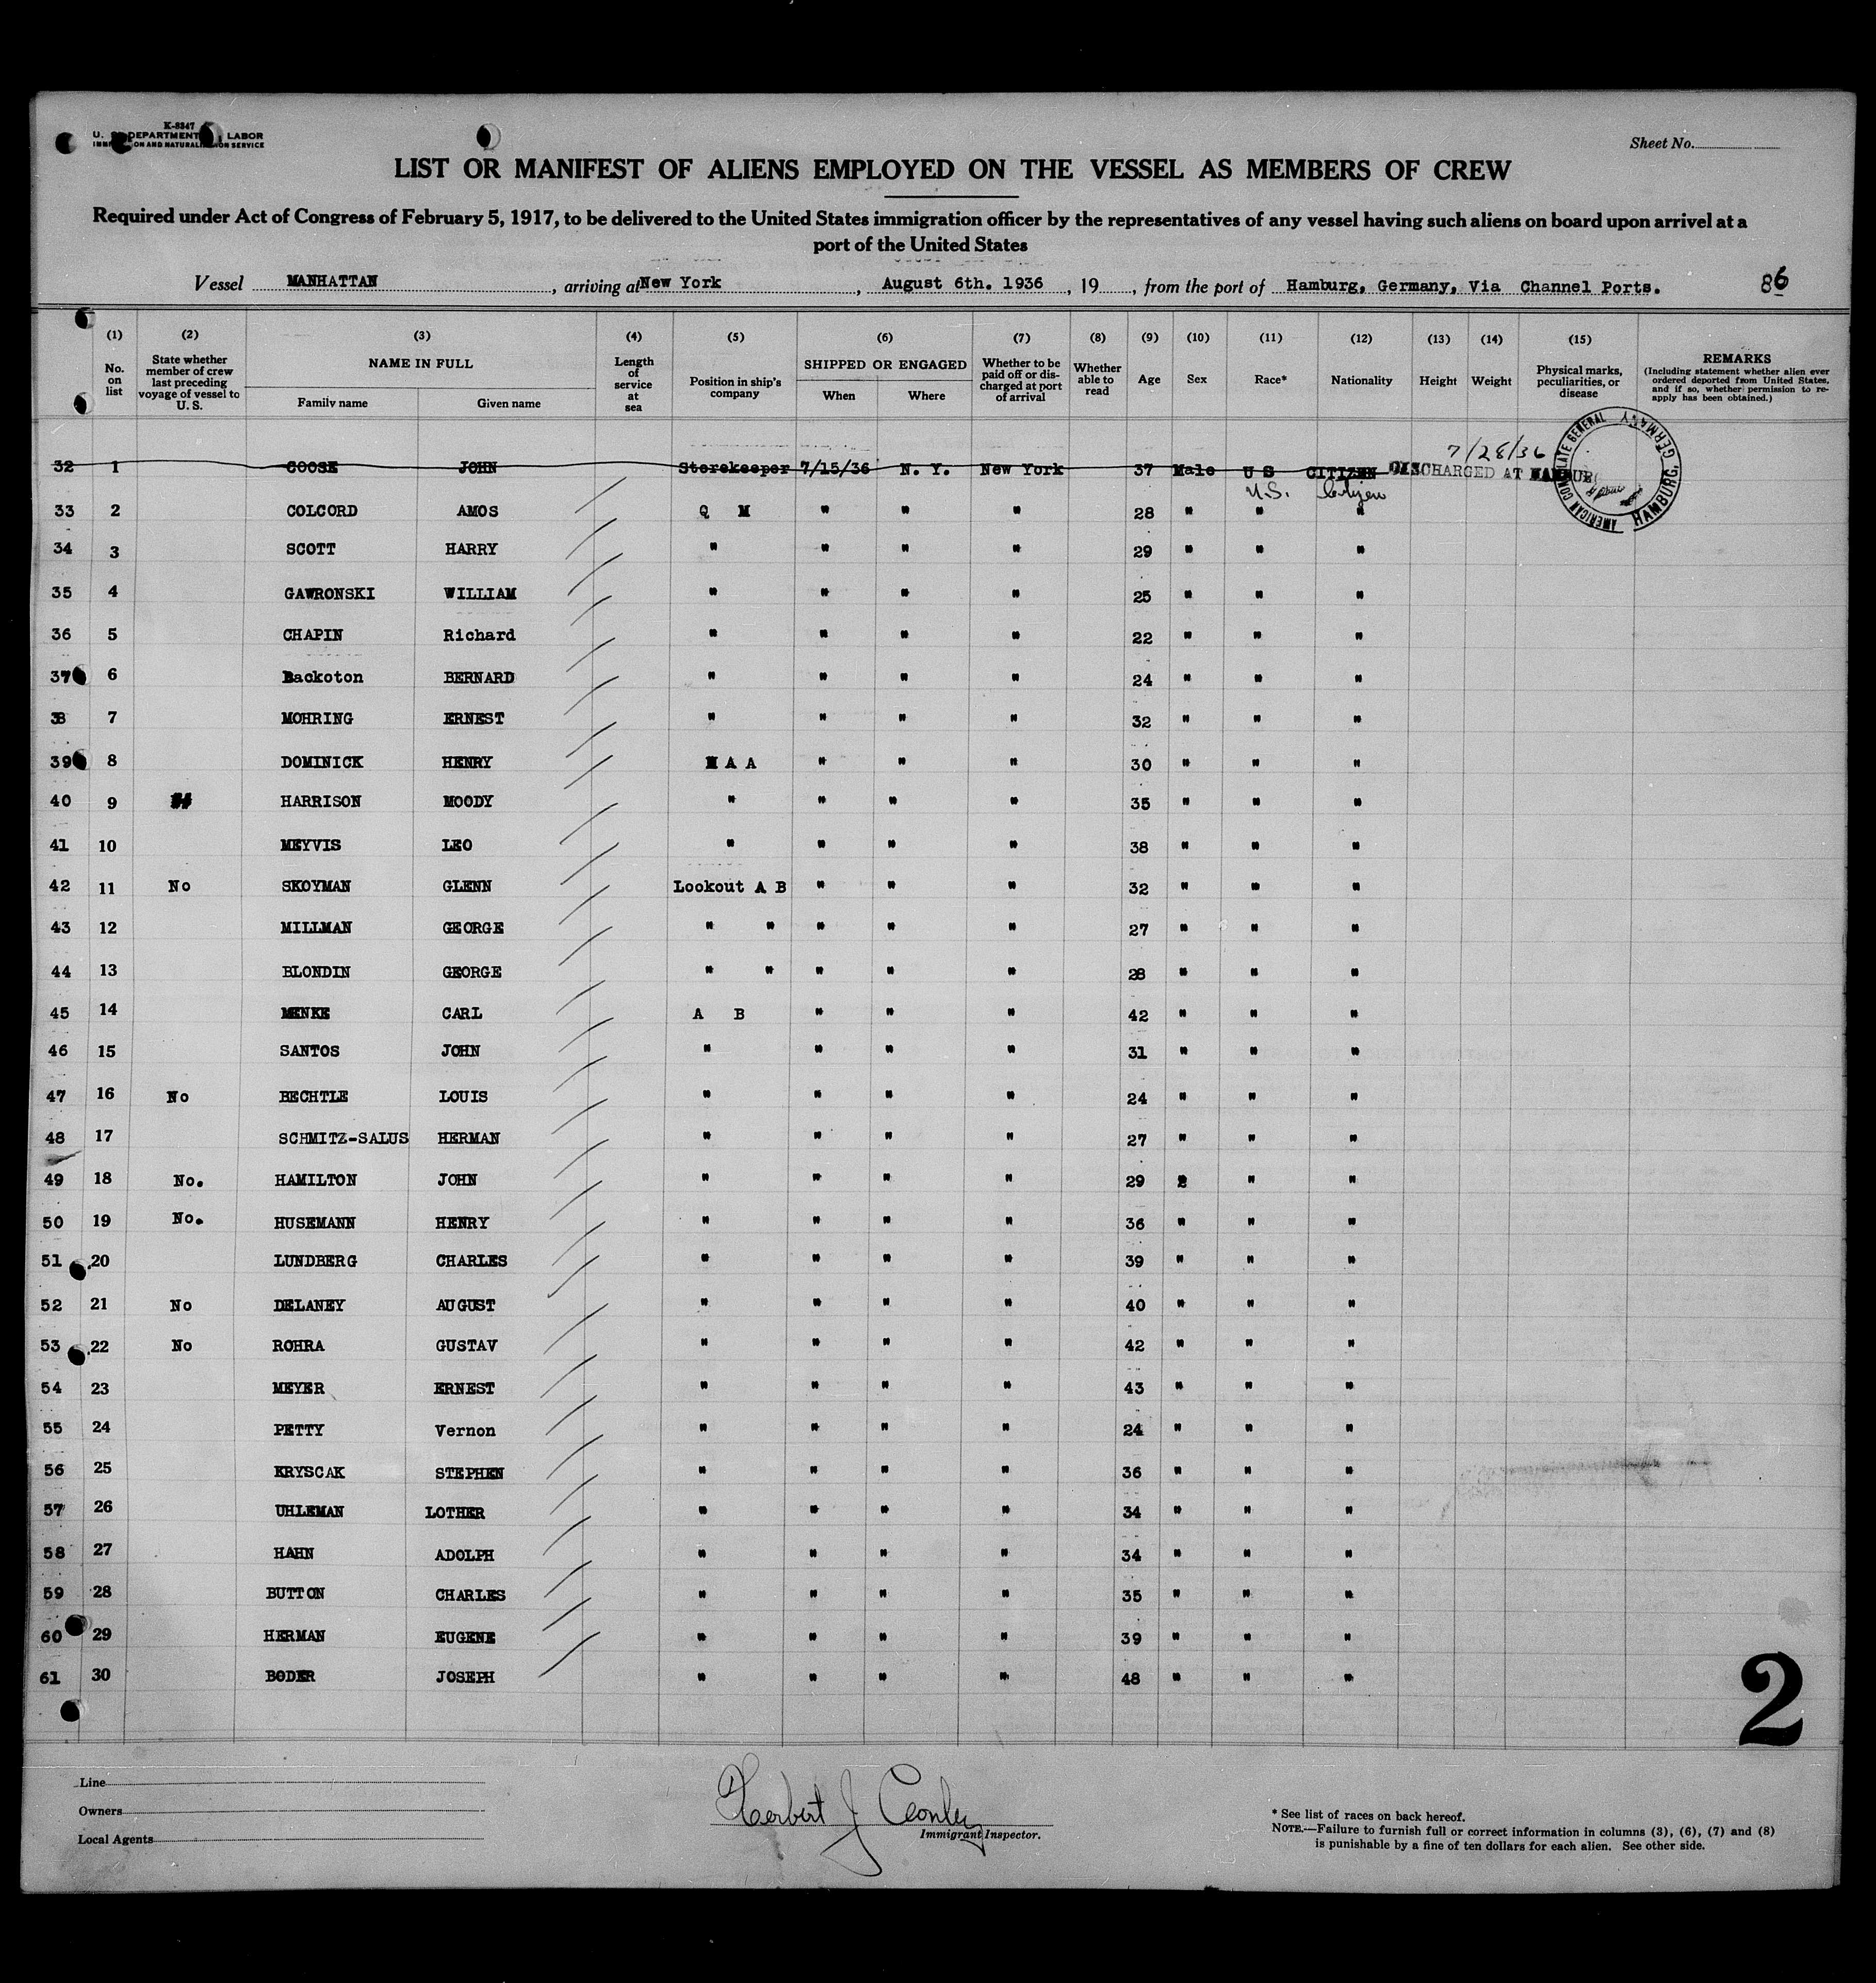 K-8347
U. S. DEPARTMENT LABOR
IMMIGRATION AND NATURALIZATION SERVICE
Sheet No.
LIST OR MANIFEST OF ALIENS EMPLOYED ON THE VESSEL AS MEMBERS OF CREW
Required under Act of Congress of February 5, 1917, to be delivered to the United States immigration officer by the representatives of any vessel having such aliens on board upon arrival at a
port of the United States
Vessel MANHATTAN, arriving at New York, August 6th. 1936, 19, from the port of Hamburg, Germany, Via Channel Ports. 86
(1) (2) (3) (4) (5) (6) (7) (8) (9) (10) (11) (12) (13) (14) (15)
No. on list
State whether member of crew last preceding voyage of vessel to U. S.
NAME IN FULL
Family name Given name
Length of service at sea
Position in ship's company
SHIPPED OR ENGAGED
When Where
Whether to be paid off or discharged at port of arrival
Whether able to read
Age
Sex
Race*
Nationality
Height
Weight
Physical marks, peculiarities, or disease
REMARKS
(Including statement whether alien ever ordered deported from United States, and if so, whether permission to re-apply has been obtained.)
7/28/36
32 1 GOOSE JOHN Storekeeper 7/15/36 N. Y. New York 37 Male U S CITIZEN DISCHARGED AT
U.S. Citizen
AMERICAN CONSULATE GENERAL HAMBURG, GERMANY
33 2 COLCORD AMOS Q M " " " 28 " " "
34 3 SCOTT HARRY " " " " 29 " " "
35 4 GAWRONSKI WILLIAM " " " " 25 " " "
36 5 CHAPIN Richard " " " " 22 " " "
37 6 Backoton BERNARD " " " " 24 " " "
38 7 MOHRING ERNEST " " " " 32 " " "
39 8 DOMINICK HENRY M A A " " " 30 " " "
40 9 HARRISON MOODY " " " " 35 " " "
41 10 MEYVIS LEO " " " " 38 " " "
42 11 No SKOYMAN GLENN Lookout A B " " " 32 " " "
43 12 MILLMAN GEORGE " " " " " 27 " " "
44 13 BLONDIN GEORGE " " " " " 28 " " "
45 14 MENKE CARL A B " " " 42 " " "
46 15 SANTOS JOHN " " " " 31 " " "
47 16 No BECHTLE LOUIS " " " " 24 " " "
48 17 SCHMITZ-SALUS HERMAN " " " " 27 " " "
49 18 No. HAMILTON JOHN " " " " 29 " " "
50 19 No. HUSEMANN HENRY " " " " 36 " " "
51 20 LUNDBERG CHARLES " " " " 39 " " "
52 21 No DELANEY AUGUST " " " " 40 " " "
53 22 No ROHRA GUSTAV " " " " 42 " " "
54 23 MEYER ERNEST " " " " 43 " " "
55 24 PETTY Vernon " " " " 24 " " "
56 25 KRYSCAK STEPHEN " " " " 36 " " "
57 26 UHLEMAN LOTHER " " " " 34 " " "
58 27 HAHN ADOLPH " " " " 34 " " "
59 28 BUTTON CHARLES " " " " 35 " " "
60 29 HERMAN EUGENE " " " " 39 " " "
61 30 BODER JOSEPH " " " " 48 " " "
2
Line
Owners
Local Agents
Herbert J Conley
Immigrant Inspector.
* See list of races on back hereof.
NOTE.—Failure to furnish full or correct information in columns (3), (6), (7) and (8)
is punishable by a fine of ten dollars for each alien. See other side.